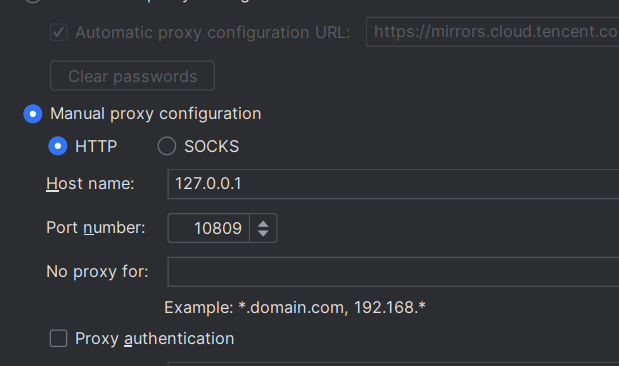 Automatic proxy configuration URL: https://mirrors.cloud.tencent.co
Clear passwords
Manual proxy configuration
HTTP SOCKS
Host name: 127.0.0.1
Port number: 10809
No proxy for:
Example: *.domain.com, 192.168.*
Proxy authentication